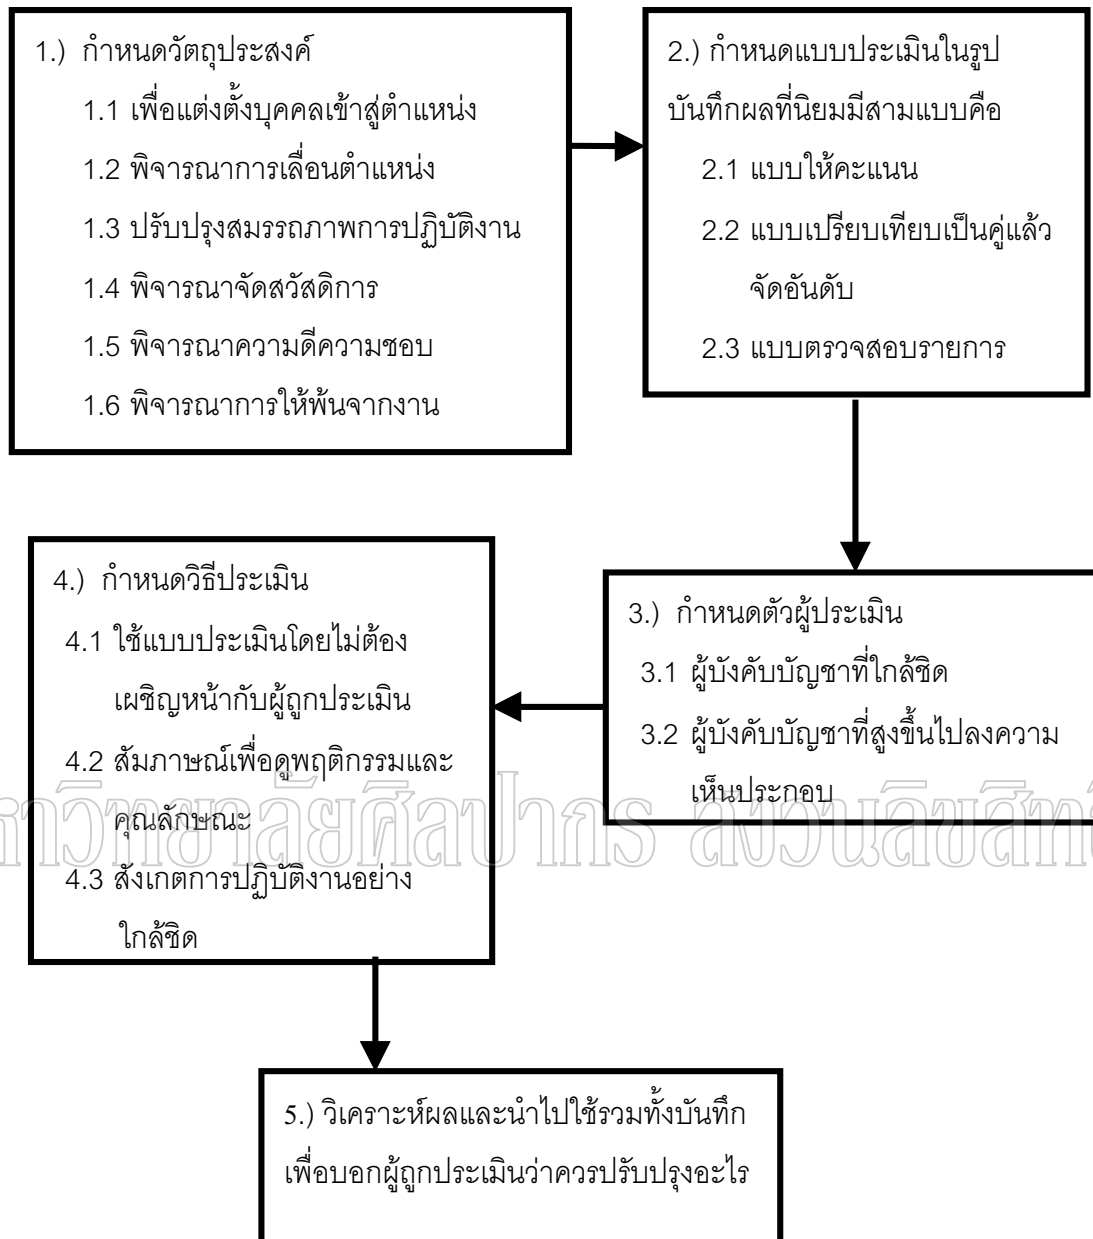 1.) กำหนดวัตถุประสงค์
1.1 เพื่อแต่งตั้งบุคคลเข้าสู่ตำแหน่ง
1.2 พิจารณาการเลื่อนตำแหน่ง
1.3 ปรับปรุงสมรรถภาพการปฏิบัติงาน
1.4 พิจารณาจัดสวัสดิการ
1.5 พิจารณาความดีความชอบ
1.6 พิจารณาการให้พ้นจากงาน
2.) กำหนดแบบประเมินในรูป
บันทึกผลที่นิยมมีสามแบบคือ
2.1 แบบให้คะแนน
2.2 แบบเปรียบเทียบเป็นคู่แล้ว
จัดอันดับ
2.3 แบบตรวจสอบรายการ
3.) กำหนดตัวผู้ประเมิน
3.1 ผู้บังคับบัญชาที่ใกล้ชิด
3.2 ผู้บังคับบัญชาที่สูงขึ้นไปลงความ
เห็นประกอบ
4.) กำหนดวิธีประเมิน
4.1 ใช้แบบประเมินโดยไม่ต้อง
เผชิญหน้ากับผู้ถูกประเมิน
4.2 สัมภาษณ์เพื่อดูพฤติกรรมและ
คุณลักษณะ
4.3 สังเกตการปฏิบัติงานอย่าง
ใกล้ชิด
5.) วิเคราะห์ผลและนำไปใช้รวมทั้งบันทึก
เพื่อบอกผู้ถูกประเมินว่าควรปรับปรุงอะไร